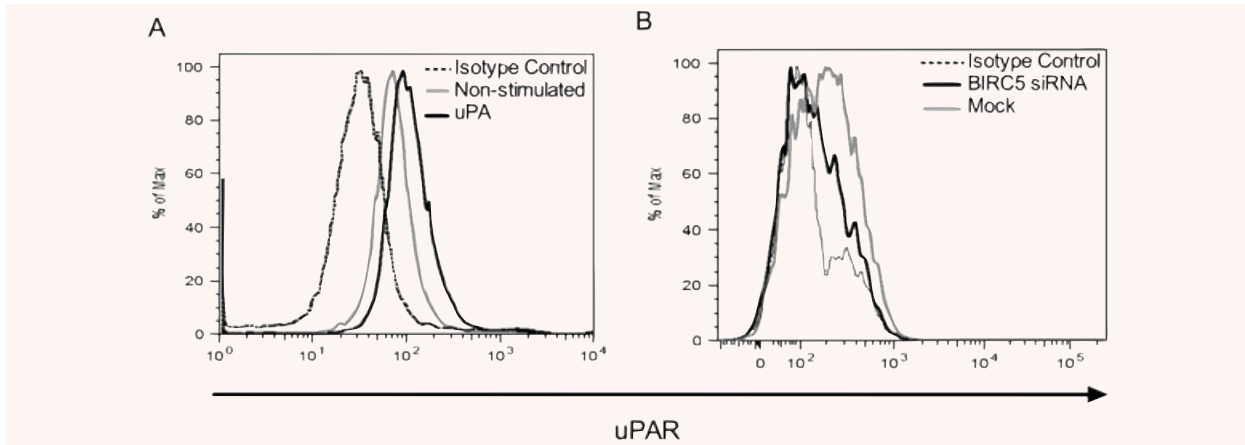 A
% of Max
100
80
60
40
20
0
10^0
10^1
10^2
10^3
10^4
Isotype Control
Non-stimulated
uPA
B
% of Max
100
80
60
40
20
0
0
10^2
10^3
10^4
10^5
Isotype Control
BIRC5 siRNA
Mock
uPAR